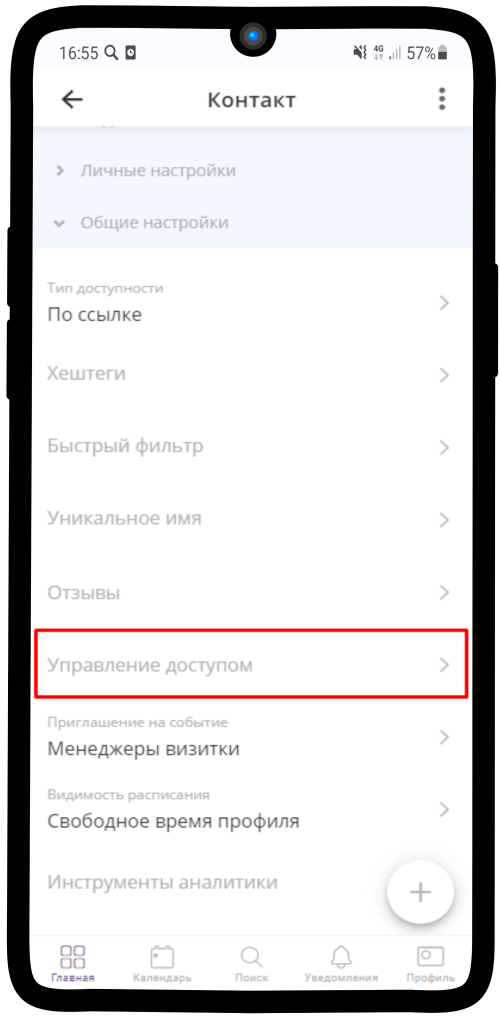 16:55 4G 57%
Контакт
Личные настройки
Общие настройки
Тип доступности
По ссылке
Хештеги
Быстрый фильтр
Уникальное имя
Отзывы
Управление доступом
Приглашение на событие
Менеджеры визитки
Видимость расписания
Свободное время профиля
Инструменты аналитики
Главная Календарь Поиск Уведомления Профиль